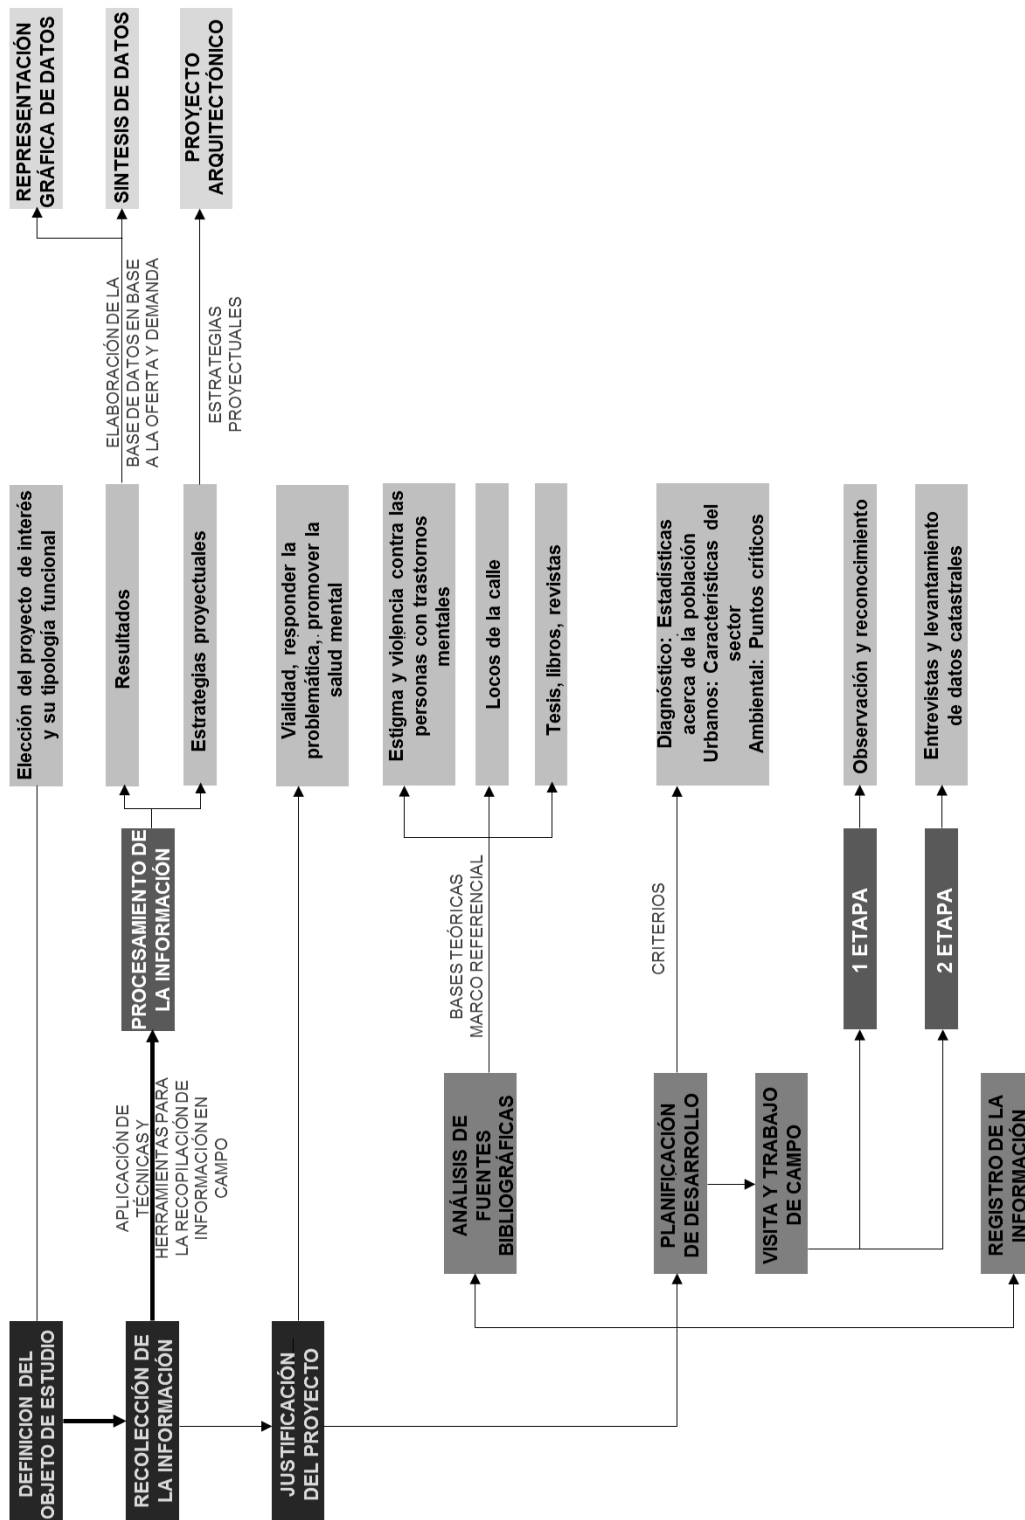 DEFINICION DEL
OBJETO DE ESTUDIO
Elección del proyecto de interés
y su tipología funcional
REPRESENTACIÓN
GRÁFICA DE DATOS
RECOLECCIÓN DE
LA INFORMACIÓN
APLICACIÓN DE
TÉCNICAS Y
HERRAMIENTAS PARA
LA RECOPILACIÓN DE
INFORMACIÓN EN
CAMPO
PROCESAMIENTO DE
LA INFORMACIÓN
Resultados
ELABORACIÓN DE LA
BASE DE DATOS EN BASE
A LA OFERTA Y DEMANDA
SINTESIS DE DATOS
Estrategias proyectuales
ESTRATEGIAS
PROYECTUALES
PROYECTO
ARQUITECTÓNICO
JUSTIFICACIÓN
DEL PROYECTO
Vialidad, responder la
problemática, promover la
salud mental
ANÁLISIS DE
FUENTES
BIBLIOGRÁFICAS
BASES TEÓRICAS
MARCO REFERENCIAL
Estigma y violencia contra las
personas con trastornos
mentales
Locos de la calle
Tesis, libros, revistas
PLANIFICACIÓN
DE DESARROLLO
CRITERIOS
Diagnóstico: Estadísticas
acerca de la población
Urbanos: Características del
sector
Ambiental: Puntos críticos
VISITA Y TRABAJO
DE CAMPO
1 ETAPA
Observación y reconocimiento
2 ETAPA
Entrevistas y levantamiento
de datos catastrales
REGISTRO DE LA
INFORMACIÓN